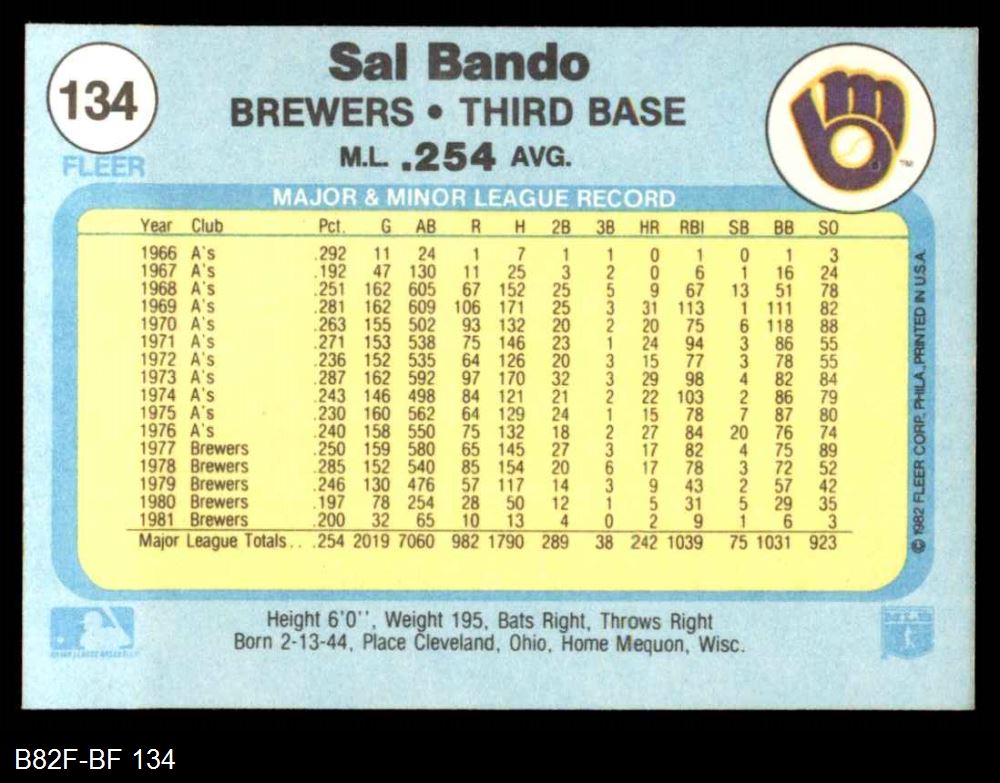 134
FLEER
Sal Bando
BREWERS • THIRD BASE
M.L. .254 AVG.
TM
MAJOR & MINOR LEAGUE RECORD
Year Club Pct. G AB R H 2B 3B HR RBI SB BB SO
1966 A's .292 11 24 1 7 1 1 0 1 0 1 3
1967 A's .192 47 130 11 25 3 2 0 6 1 16 24
1968 A's .251 162 605 67 152 25 5 9 67 13 51 78
1969 A's .281 162 609 106 171 25 3 31 113 1 111 82
1970 A's .263 155 502 93 132 20 2 20 75 6 118 88
1971 A's .271 153 538 75 146 23 1 24 94 3 86 55
1972 A's .236 152 535 64 126 20 3 15 77 3 78 55
1973 A's .287 162 592 97 170 32 3 29 98 4 82 84
1974 A's .243 146 498 84 121 21 2 22 103 2 86 79
1975 A's .230 160 562 64 129 24 1 15 78 7 87 80
1976 A's .240 158 550 75 132 18 2 27 84 20 76 74
1977 Brewers .250 159 580 65 145 27 3 17 82 4 75 89
1978 Brewers .285 152 540 85 154 20 6 17 78 3 72 52
1979 Brewers .246 130 476 57 117 14 3 9 43 2 57 42
1980 Brewers .197 78 254 28 50 12 1 5 31 5 29 35
1981 Brewers .200 32 65 10 13 4 0 2 9 1 6 3
Major League Totals. . .254 2019 7060 982 1790 289 38 242 1039 75 1031 923
© 1982 FLEER CORP., PHILA., PRINTED IN U.S.A.
Height 6'0'', Weight 195, Bats Right, Throws Right
Born 2-13-44, Place Cleveland, Ohio, Home Mequon, Wisc.
B82F-BF 134